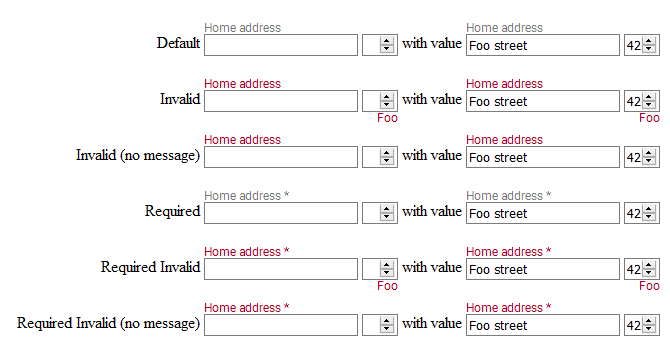 Home address Home address
Default with value Foo street 42
Home address Home address
Invalid with value Foo street 42
Foo Foo
Home address Home address
Invalid (no message) with value Foo street 42
Home address * Home address *
Required with value Foo street 42
Home address * Home address *
Required Invalid with value Foo street 42
Foo Foo
Home address * Home address *
Required Invalid (no message) with value Foo street 42